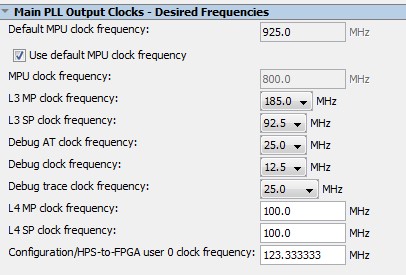 Main PLL Output Clocks - Desired Frequencies
Default MPU clock frequency: 925.0 MHz
Use default MPU clock frequency
MPU clock frequency: 800.0 MHz
L3 MP clock frequency: 185.0 MHz
L3 SP clock frequency: 92.5 MHz
Debug AT clock frequency: 25.0 MHz
Debug clock frequency: 12.5 MHz
Debug trace clock frequency: 25.0 MHz
L4 MP clock frequency: 100.0 MHz
L4 SP clock frequency: 100.0 MHz
Configuration/HPS-to-FPGA user 0 clock frequency: 123.333333 MHz